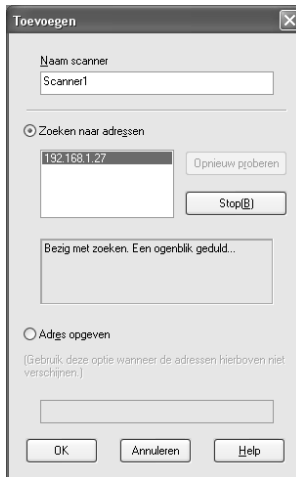 Toevoegen
Naam scanner
Scanner1
Zoeken naar adressen
192.168.1.27
Opnieuw proberen
Stop(B)
Bezig met zoeken. Een ogenblik geduld...
Adres opgeven
(Gebruik deze optie wanneer de adressen hierboven niet
verschijnen.)
OK
Annuleren
Help